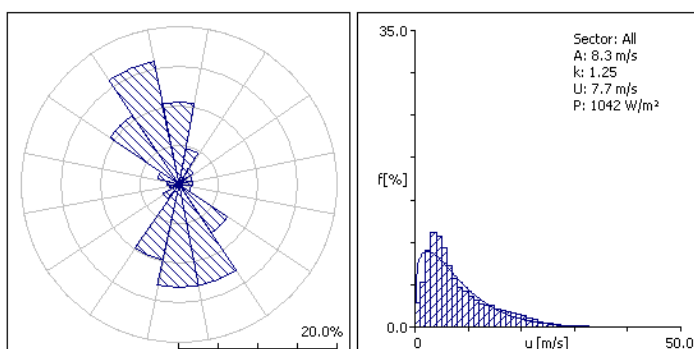 20.0%
35.0
Sector: All
A: 8.3 m/s
k: 1.25
U: 7.7 m/s
P: 1042 W/m²
f[%]
0.0
0 u [m/s] 50.0